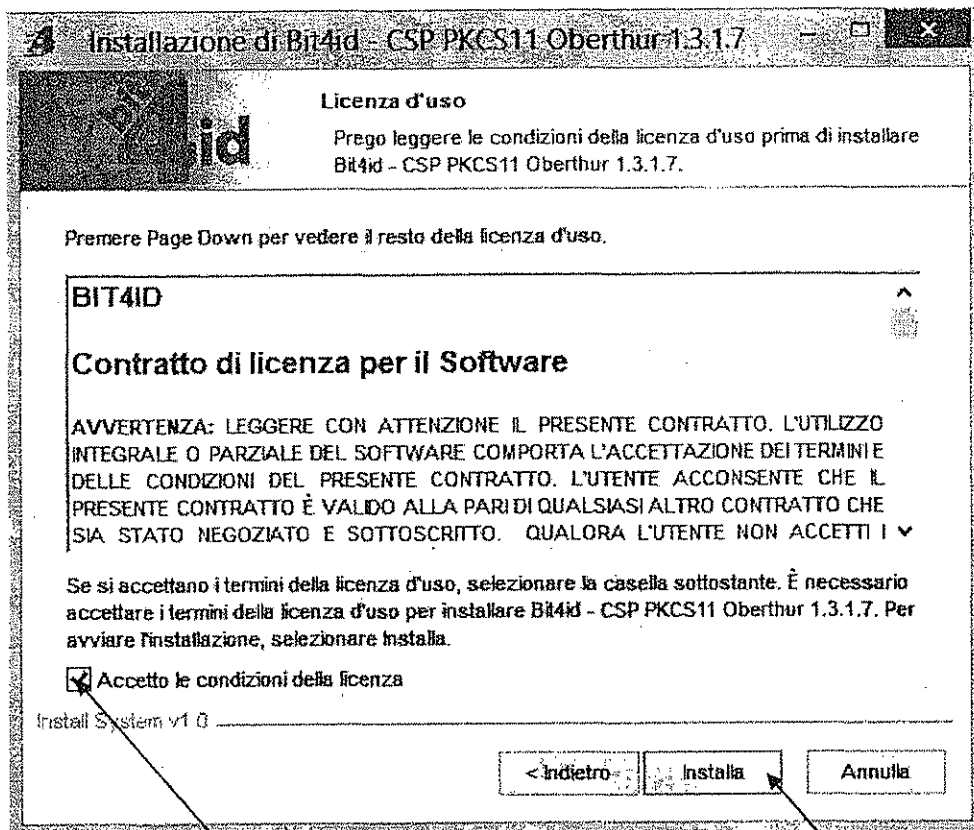 Installazione di Bit4id - CSP PKCS11 Oberthur 1.3.1.7
id
Licenza d'uso
Prego leggere le condizioni della licenza d'uso prima di installare
Bit4id - CSP PKCS11 Oberthur 1.3.1.7.
Premere Page Down per vedere il resto della licenza d'uso.
BIT4ID
Contratto di licenza per il Software
AVVERTENZA: LEGGERE CON ATTENZIONE IL PRESENTE CONTRATTO. L'UTILIZZO
INTEGRALE O PARZIALE DEL SOFTWARE COMPORTA L'ACCETTAZIONE DEI TERMINI E
DELLE CONDIZIONI DEL PRESENTE CONTRATTO. L'UTENTE ACCONSENTE CHE IL
PRESENTE CONTRATTO È VALIDO ALLA PARI DI QUALSIASI ALTRO CONTRATTO CHE
SIA STATO NEGOZIATO E SOTTOSCRITTO. QUALORA L'UTENTE NON ACCETTI I
Se si accettano i termini della licenza d'uso, selezionare la casella sottostante. È necessario
accettare i termini della licenza d'uso per installare Bit4id - CSP PKCS11 Oberthur 1.3.1.7. Per
avviare l'installazione, selezionare Installa.
Accetto le condizioni della licenza
Install System v1.0
< Indietro
Installa
Annulla